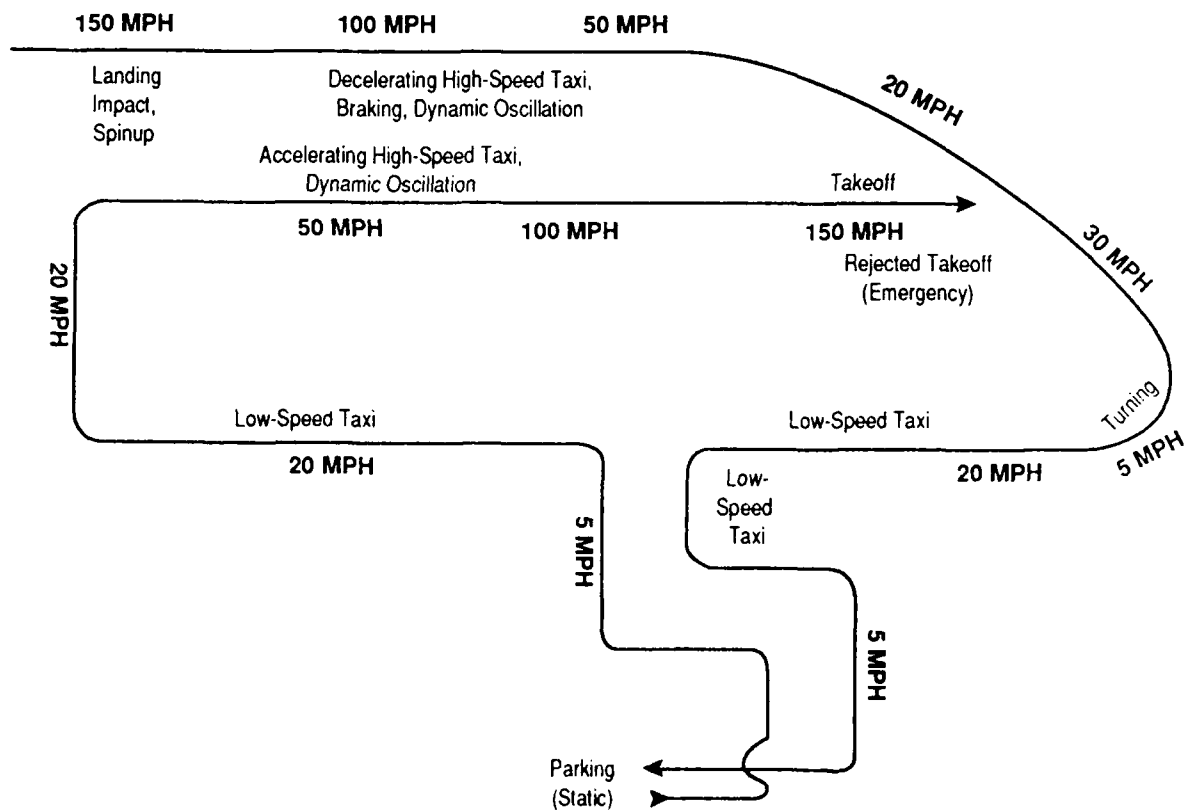 150 MPH
100 MPH
50 MPH
Landing
Impact,
Spinup
Decelerating High-Speed Taxi,
Braking, Dynamic Oscillation
20 MPH
Accelerating High-Speed Taxi,
Dynamic Oscillation
Takeoff
50 MPH
100 MPH
150 MPH
30 MPH
Rejected Takeoff
(Emergency)
20 MPH
Turning
5 MPH
Low-Speed Taxi
20 MPH
Low-Speed Taxi
20 MPH
Low-
Speed
Taxi
5 MPH
5 MPH
Parking
(Static)